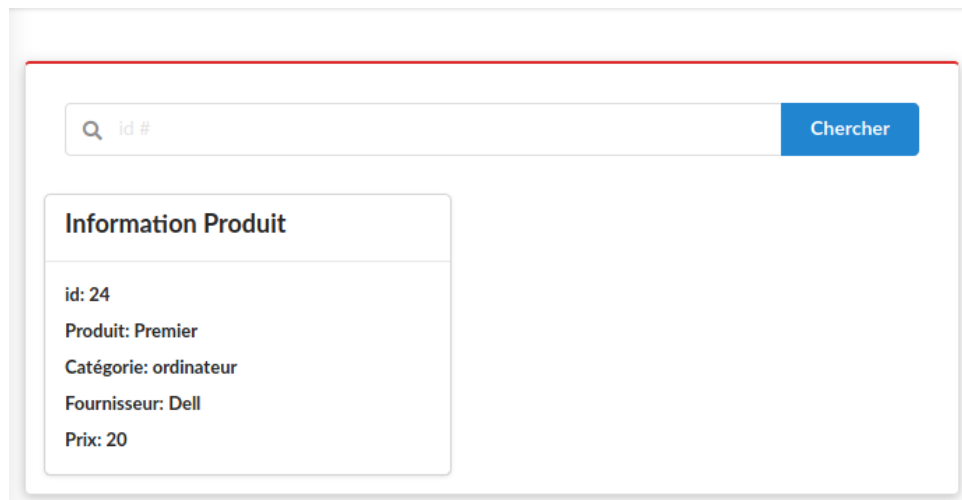 id #
Chercher
Information Produit
id: 24
Produit: Premier
Catégorie: ordinateur
Fournisseur: Dell
Prix: 20